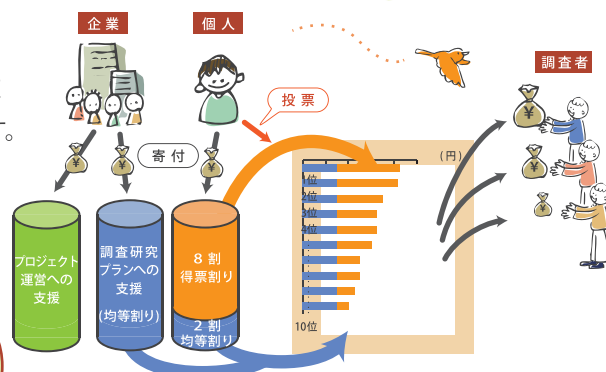 企業
個人
調査者
投票
。
寄付
(円)
¥
¥
¥
¥
¥
¥
1位
2位
3位
4位
10位
プロジェクト
運営への
支援
調査研究
プランへの
支援
(均等割り)
8割
得票割り
2割
均等割り